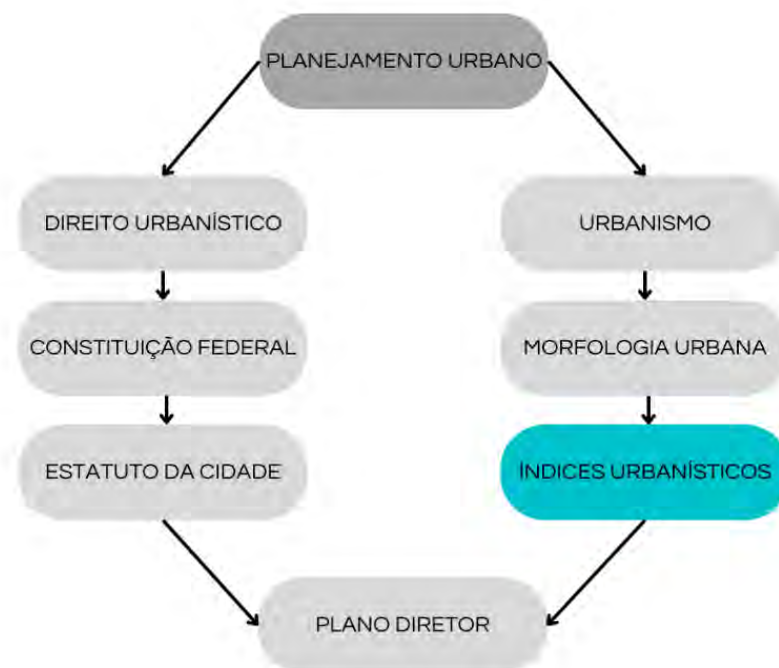 PLANEJAMENTO URBANO
DIREITO URBANÍSTICO
URBANISMO
CONSTITUIÇÃO FEDERAL
MORFOLOGIA URBANA
ESTATUTO DA CIDADE
ÍNDICES URBANÍSTICOS
PLANO DIRETOR